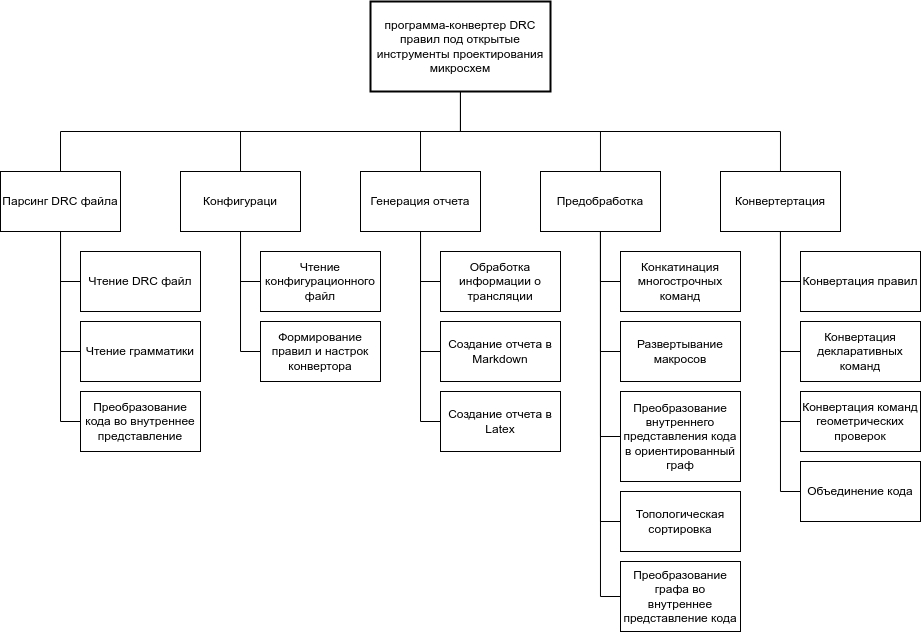 программа-конвертер DRC
правил под открытые
инструменты проектирования
микросхем
Парсинг DRC файла
Конфигураци
Генерация отчета
Предобработка
Конвертертация
Чтение DRC файл
Чтение грамматики
Преобразование
кода во внутреннее
представление
Чтение
конфигурационного
файл
Формирование
правил и настрок
конвертора
Обработка
информации о
трансляции
Создание отчета в
Markdown
Создание отчета в
Latex
Конкатинация
многострочных
команд
Развертывание
макросов
Преобразование
внутреннего
представления кода
в ориентированный
граф
Топологическая
сортировка
Преобразование
графа во
внутреннее
представление кода
Конвертация правил
Конвертация
декларативных
команд
Конвертация команд
геометрических
проверок
Объединение кода